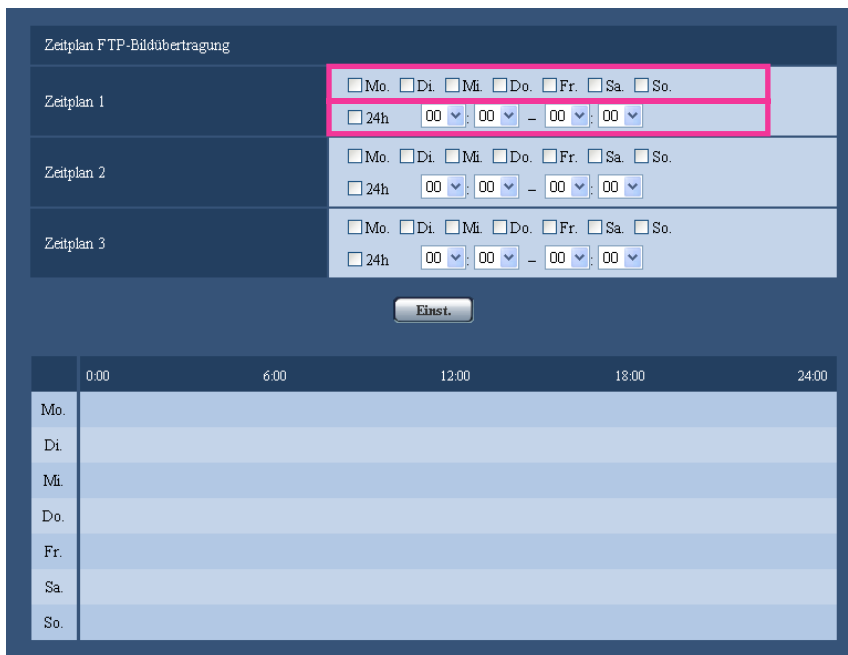 Zeitplan FTP-Bildübertragung
Zeitplan 1
Mo. Di. Mi. Do. Fr. Sa. So.
24h 00 : 00 – 00 : 00
Zeitplan 2
Mo. Di. Mi. Do. Fr. Sa. So.
24h 00 : 00 – 00 : 00
Zeitplan 3
Mo. Di. Mi. Do. Fr. Sa. So.
24h 00 : 00 – 00 : 00
Einst.
0:00 6:00 12:00 18:00 24:00
Mo.
Di.
Mi.
Do.
Fr.
Sa.
So.